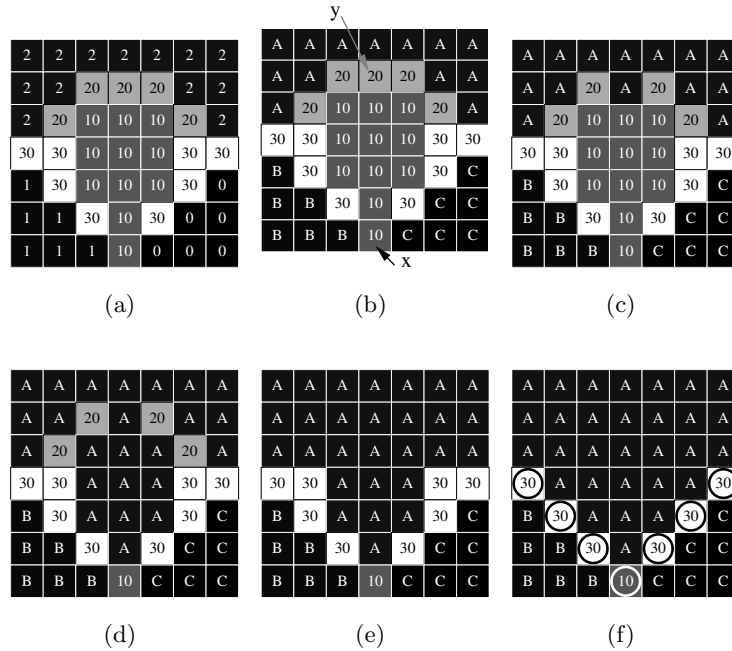 2 2 2 2 2 2 2
2 2 20 20 20 2 2
2 20 10 10 10 20 2
30 30 10 10 10 30 30
1 30 10 10 10 30 0
1 1 30 10 30 0 0
1 1 1 10 0 0 0
(a)
y
A A A A A A A
A A 20 20 20 A A
A 20 10 10 10 20 A
30 30 10 10 10 30 30
B 30 10 10 10 30 C
B B 30 10 30 C C
B B B 10 C C C
x
(b)
A A A A A A A
A A 20 A 20 A A
A 20 10 10 10 20 A
30 30 10 10 10 30 30
B 30 10 10 10 30 C
B B 30 10 30 C C
B B B 10 C C C
(c)
A A A A A A A
A A 20 A 20 A A
A 20 A A A 20 A
30 30 A A A 30 30
B 30 A A A 30 C
B B 30 A 30 C C
B B B 10 C C C
(d)
A A A A A A A
A A A A A A A
A A A A A A A
30 30 A A A 30 30
B 30 A A A 30 C
B B 30 A 30 C C
B B B 10 C C C
(e)
A A A A A A A
A A A A A A A
A A A A A A A
30 A A A A A 30
B 30 A A A 30 C
B B 30 A 30 C C
B B B 10 C C C
(f)